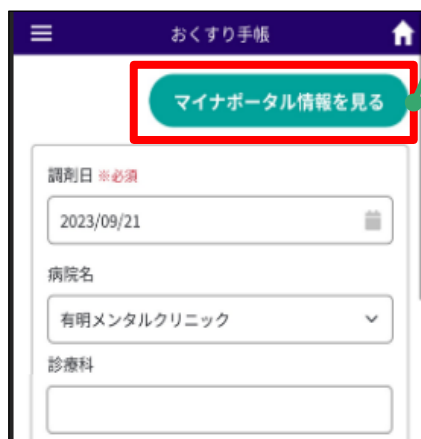 おくすり手帳
マイナポータル情報を見る
調剤日 ※必須
2023/09/21
病院名
有明メンタルクリニック
診療科